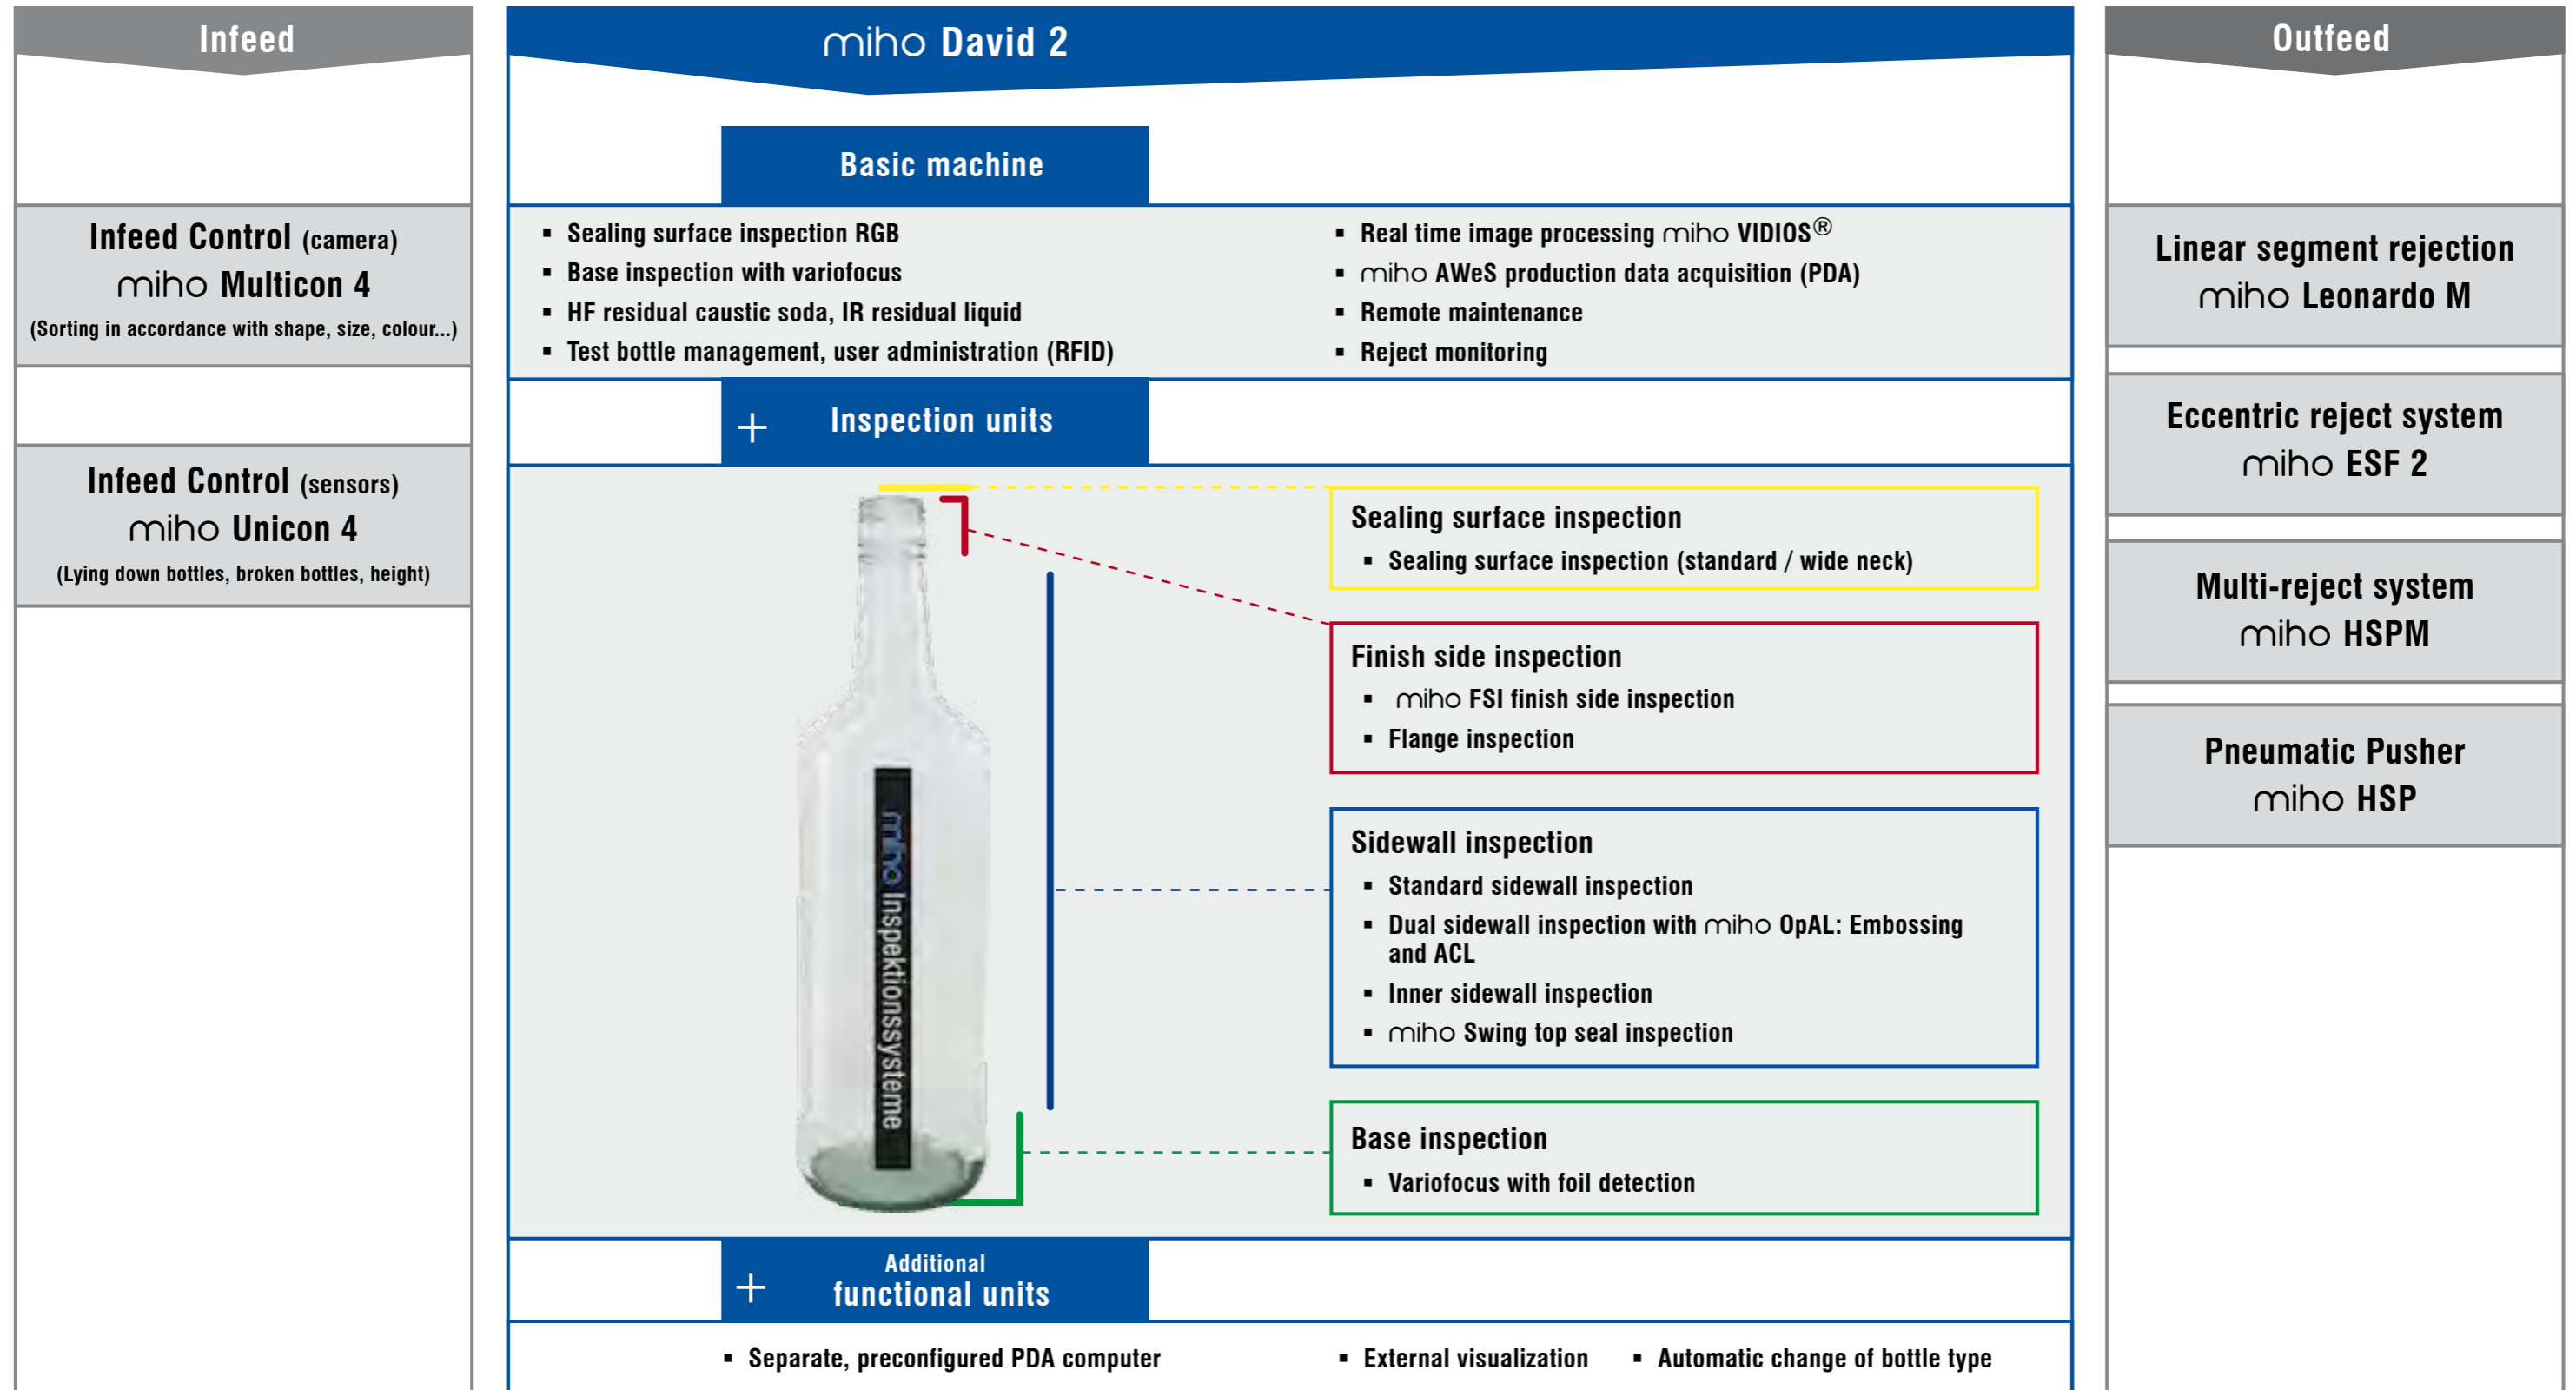 Infeed
Infeed Control (camera)
miho Multicon 4
(Sorting in accordance with shape, size, colour...)
Infeed Control (sensors)
miho Unicon 4
(Lying down bottles, broken bottles, height)
miho David 2
Basic machine
▪ Sealing surface inspection RGB
▪ Base inspection with variofocus
▪ HF residual caustic soda, IR residual liquid
▪ Test bottle management, user administration (RFID)
▪ Real time image processing miho VIDIOS®
▪ miho AWeS production data acquisition (PDA)
▪ Remote maintenance
▪ Reject monitoring
+ Inspection units
miho Inspektionssysteme
Sealing surface inspection
▪ Sealing surface inspection (standard / wide neck)
Finish side inspection
▪ miho FSI finish side inspection
▪ Flange inspection
Sidewall inspection
▪ Standard sidewall inspection
▪ Dual sidewall inspection with miho OpAL: Embossing
and ACL
▪ Inner sidewall inspection
▪ miho Swing top seal inspection
Base inspection
▪ Variofocus with foil detection
Additional
+ functional units
▪ Separate, preconfigured PDA computer
▪ External visualization
▪ Automatic change of bottle type
Outfeed
Linear segment rejection
miho Leonardo M
Eccentric reject system
miho ESF 2
Multi-reject system
miho HSPM
Pneumatic Pusher
miho HSP